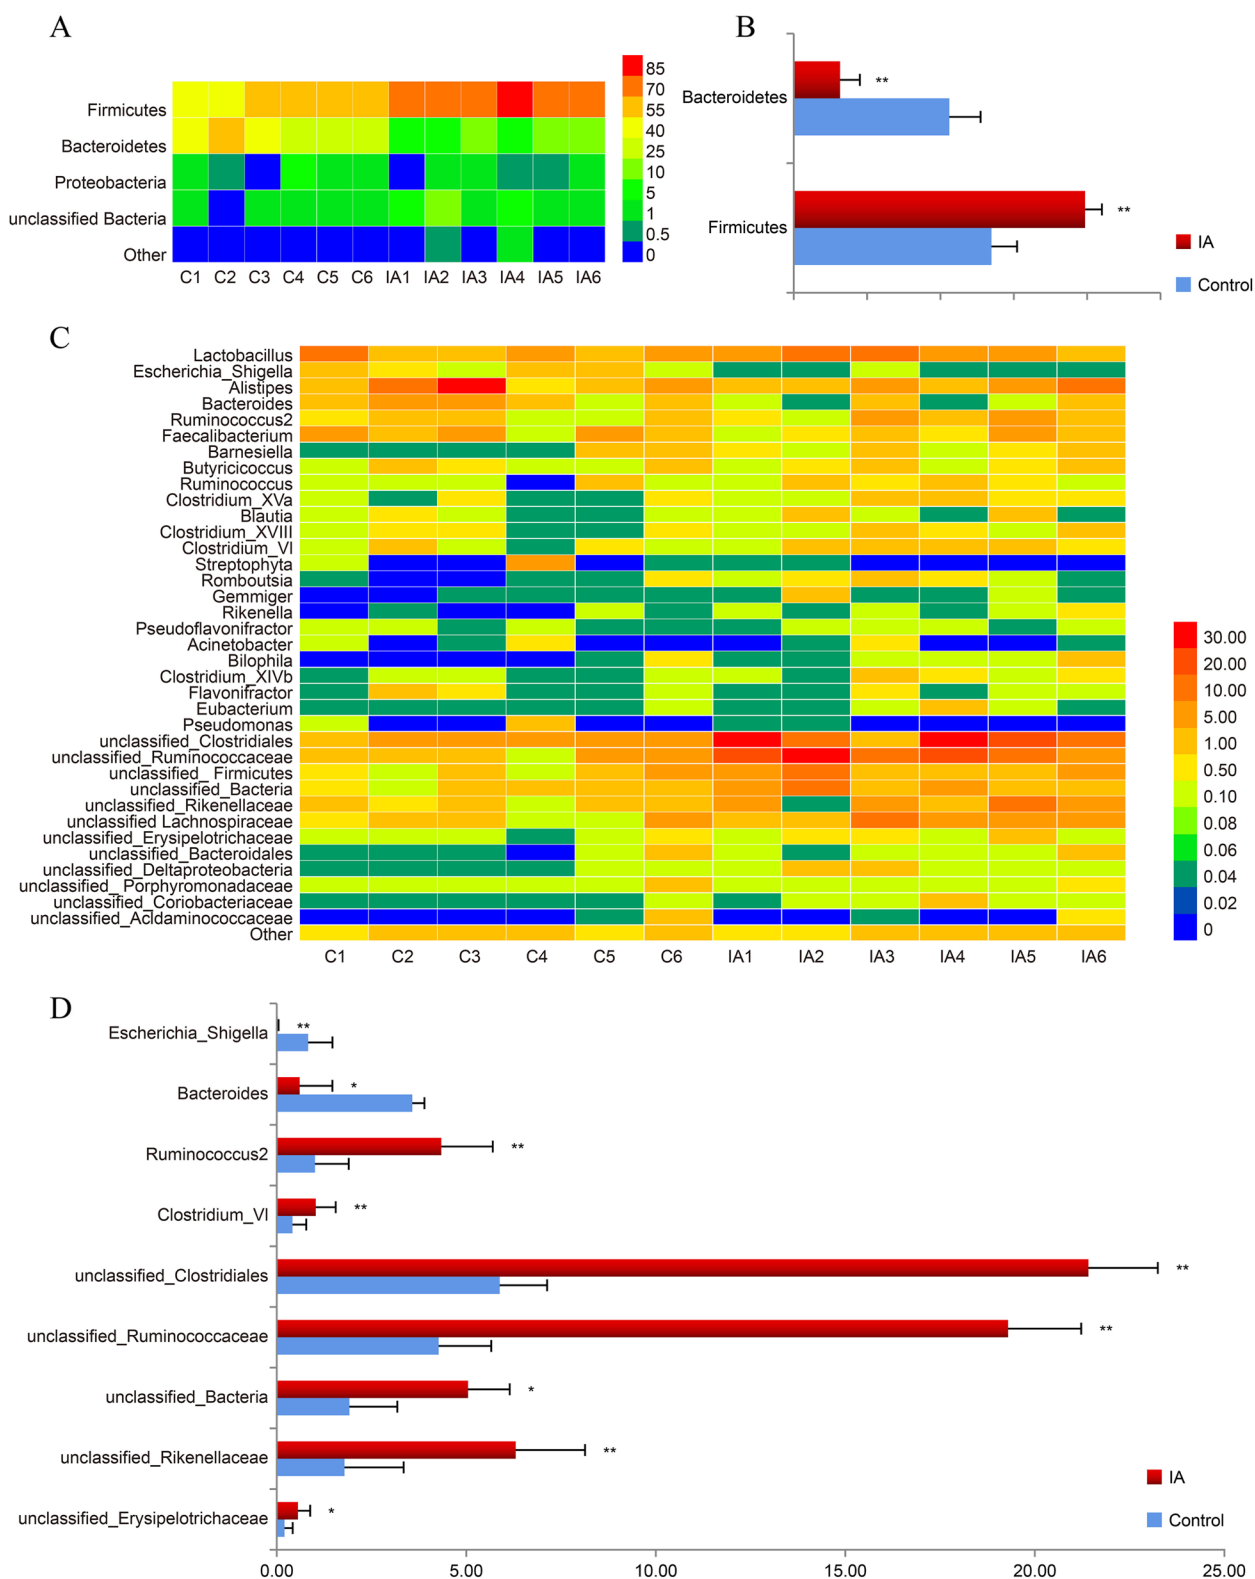 A
Firmicutes
Bacteroidetes
Proteobacteria
unclassified Bacteria
Other
C1 C2 C3 C4 C5 C6 IA1 IA2 IA3 IA4 IA5 IA6
85
70
55
40
25
10
5
1
0.5
0
B
Bacteroidetes
**
Firmicutes
**
IA
Control
C
Lactobacillus
Escherichia_Shigella
Alistipes
Bacteroides
Ruminococcus2
Faecalibacterium
Barnesiella
Butyricicoccus
Ruminococcus
Clostridium_XVa
Blautia
Clostridium_XVIII
Clostridium_VI
Streptophyta
Romboutsia
Gemmiger
Rikenella
Pseudoflavonifractor
Acinetobacter
Bilophila
Clostridium_XIVb
Flavonifractor
Eubacterium
Pseudomonas
unclassified_Clostridiales
unclassified_Ruminococcaceae
unclassified_ Firmicutes
unclassified_Bacteria
unclassified_Rikenellaceae
unclassified Lachnospiraceae
unclassified_Erysipelotrichaceae
unclassified_Bacteroidales
unclassified_Deltaproteobacteria
unclassified_ Porphyromonadaceae
unclassified_Coriobacteriaceae
unclassified_Acidaminococcaceae
Other
C1 C2 C3 C4 C5 C6 IA1 IA2 IA3 IA4 IA5 IA6
30.00
20.00
10.00
5.00
1.00
0.50
0.10
0.08
0.06
0.04
0.02
0
D
Escherichia_Shigella
**
Bacteroides
*
Ruminococcus2
**
Clostridium_VI
**
unclassified_Clostridiales
**
unclassified_Ruminococcaceae
**
unclassified_Bacteria
*
unclassified_Rikenellaceae
**
unclassified_Erysipelotrichaceae
*
IA
Control
0.00 5.00 10.00 15.00 20.00 25.00